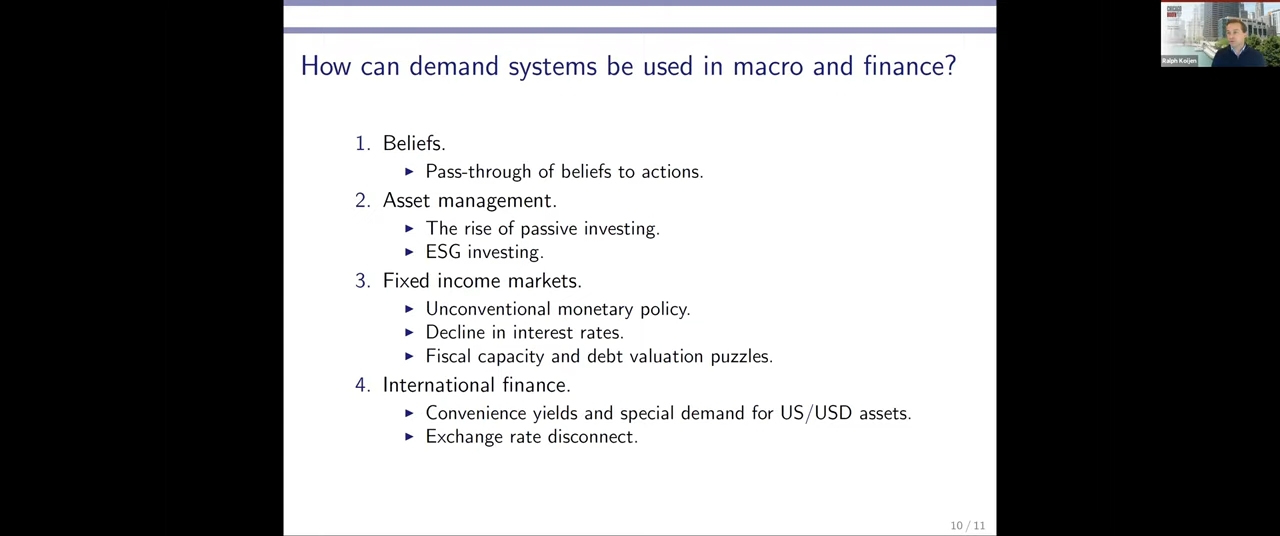 How can demand systems be used in macro and finance?
1. Beliefs.
▶ Pass-through of beliefs to actions.
2. Asset management.
▶ The rise of passive investing.
▶ ESG investing.
3. Fixed income markets.
▶ Unconventional monetary policy.
▶ Decline in interest rates.
▶ Fiscal capacity and debt valuation puzzles.
4. International finance.
▶ Convenience yields and special demand for US/USD assets.
▶ Exchange rate disconnect.
10 / 11
Ralph Koijen